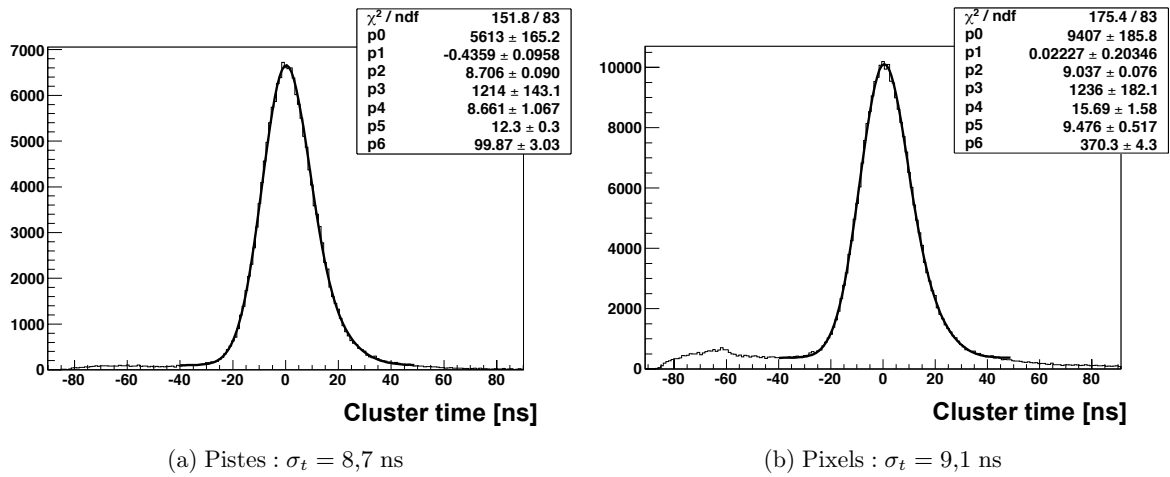 χ² / ndf 151.8 / 83
p0 5613 ± 165.2
p1 -0.4359 ± 0.0958
p2 8.706 ± 0.090
p3 1214 ± 143.1
p4 8.661 ± 1.067
p5 12.3 ± 0.3
p6 99.87 ± 3.03
7000
6000
5000
4000
3000
2000
1000
0
-80 -60 -40 -20 0 20 40 60 80
Cluster time [ns]
(a) Pistes : σt = 8,7 ns
χ² / ndf 175.4 / 83
p0 9407 ± 185.8
p1 0.02227 ± 0.20346
p2 9.037 ± 0.076
p3 1236 ± 182.1
p4 15.69 ± 1.58
p5 9.476 ± 0.517
p6 370.3 ± 4.3
10000
8000
6000
4000
2000
0
-80 -60 -40 -20 0 20 40 60 80
Cluster time [ns]
(b) Pixels : σt = 9,1 ns